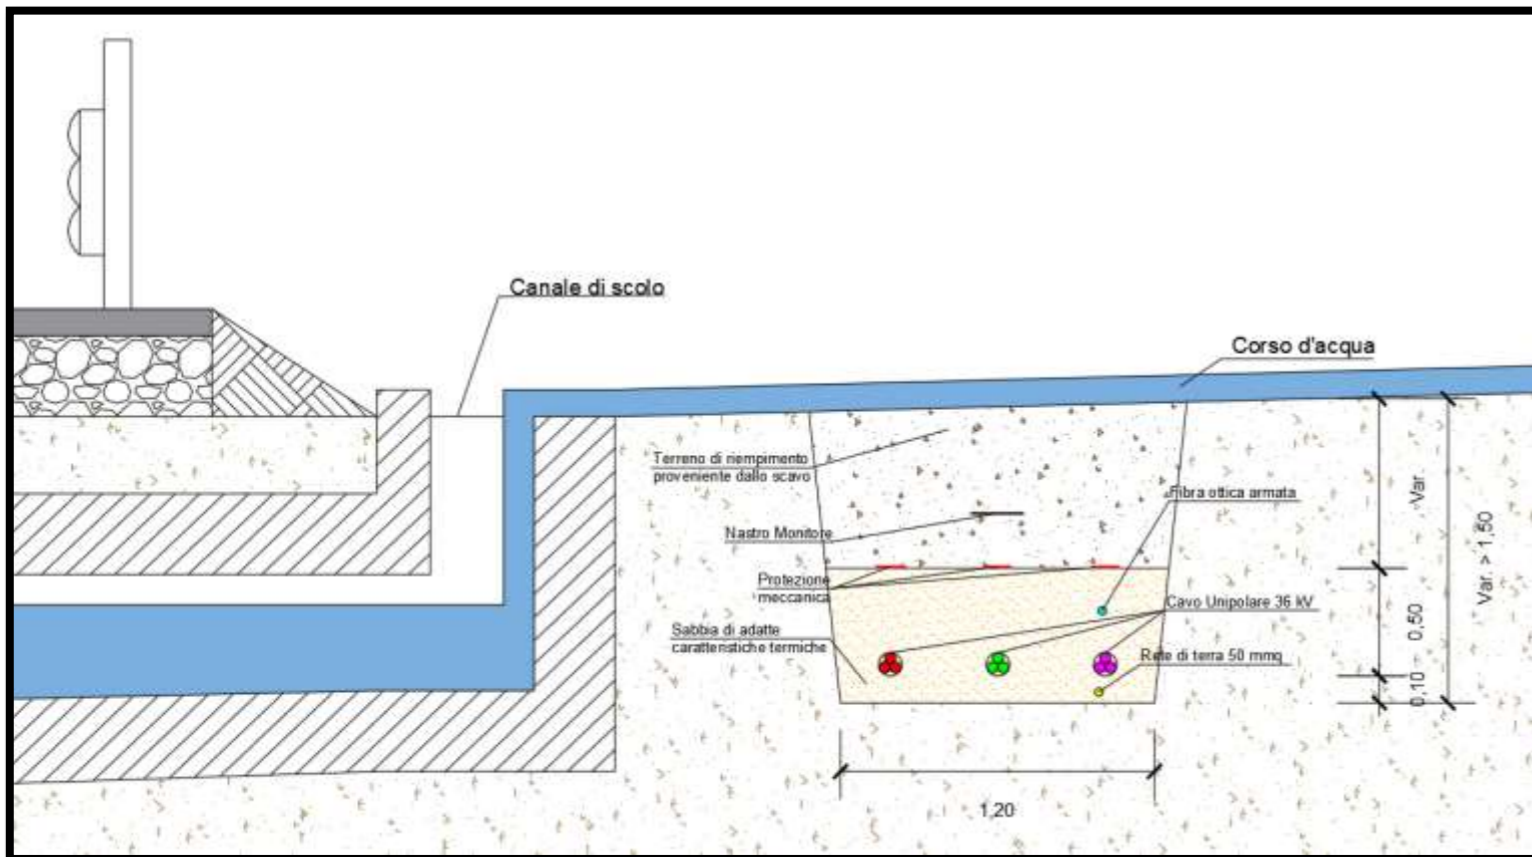 Canale di scolo
Corso d'acqua
Terreno di riempimento
proveniente dallo scavo
Fibra ottica armata
Nastro Monitore
Protezione
meccanica
Cavo Unipolare 36 kV
Sabbia di adatte
caratteristiche termiche
Rete di terra 50 mmq
Var
Var. > 1,50
0,50
0,10
1,20